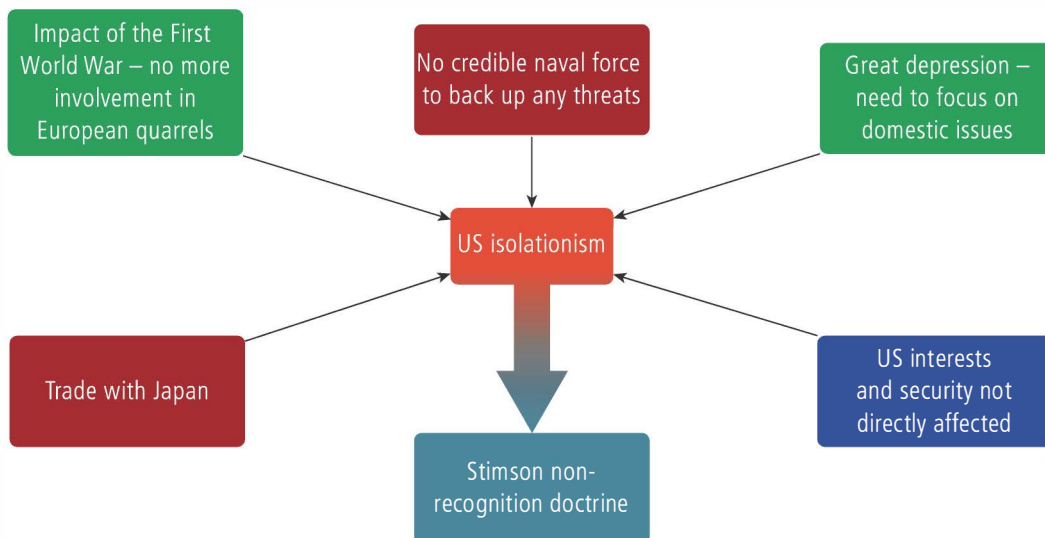 Impact of the First
World War – no more
involvement in
European quarrels
No credible naval force
to back up any threats
Great depression –
need to focus on
domestic issues
US isolationism
Trade with Japan
US interests
and security not
directly affected
Stimson non-
recognition doctrine